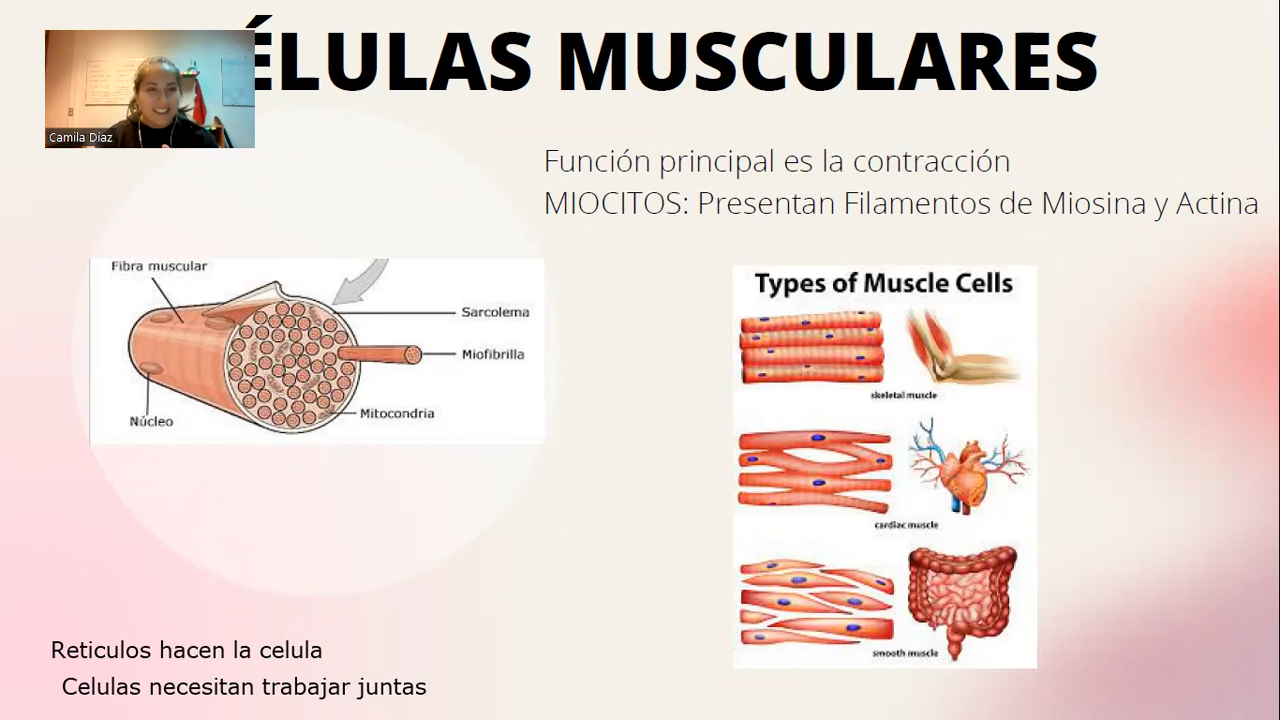 ÉLULAS MUSCULARES
Camila Diaz
Función principal es la contracción
MIOCITOS: Presentan Filamentos de Miosina y Actina
Fibra muscular
Sarcolema
Miofibrilla
Mitocondria
Núcleo
Types of Muscle Cells
skeletal muscle
cardiac muscle
smooth muscle
Reticulos hacen la celula
Celulas necesitan trabajar juntas